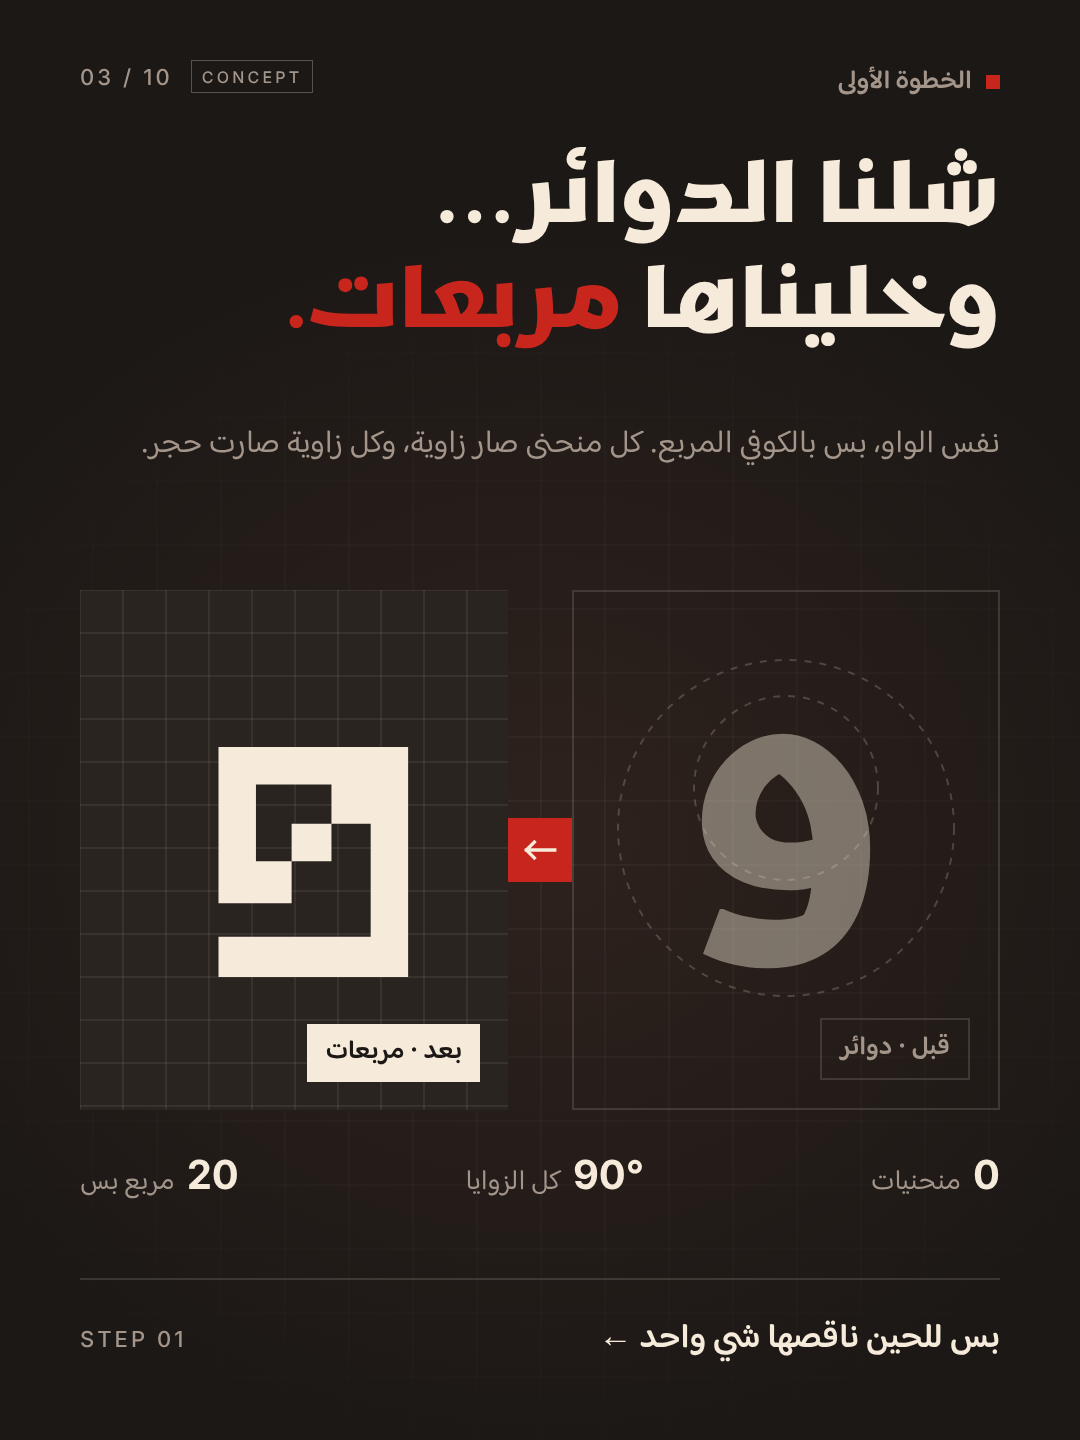 الخطوة الأولى
03 / 10 CONCEPT
شلنا الدوائر...
وخليناها مربعات.
نفس الواو، بس بالكوفي المربع. كل منحنى صار زاوية، وكل زاوية صارت حجر.
و
←
و
قبل · دوائر
بعد · مربعات
0 منحنيات
90° كل الزوايا
20 مربع بس
بس للحين ناقصها شي واحد ←
STEP 01